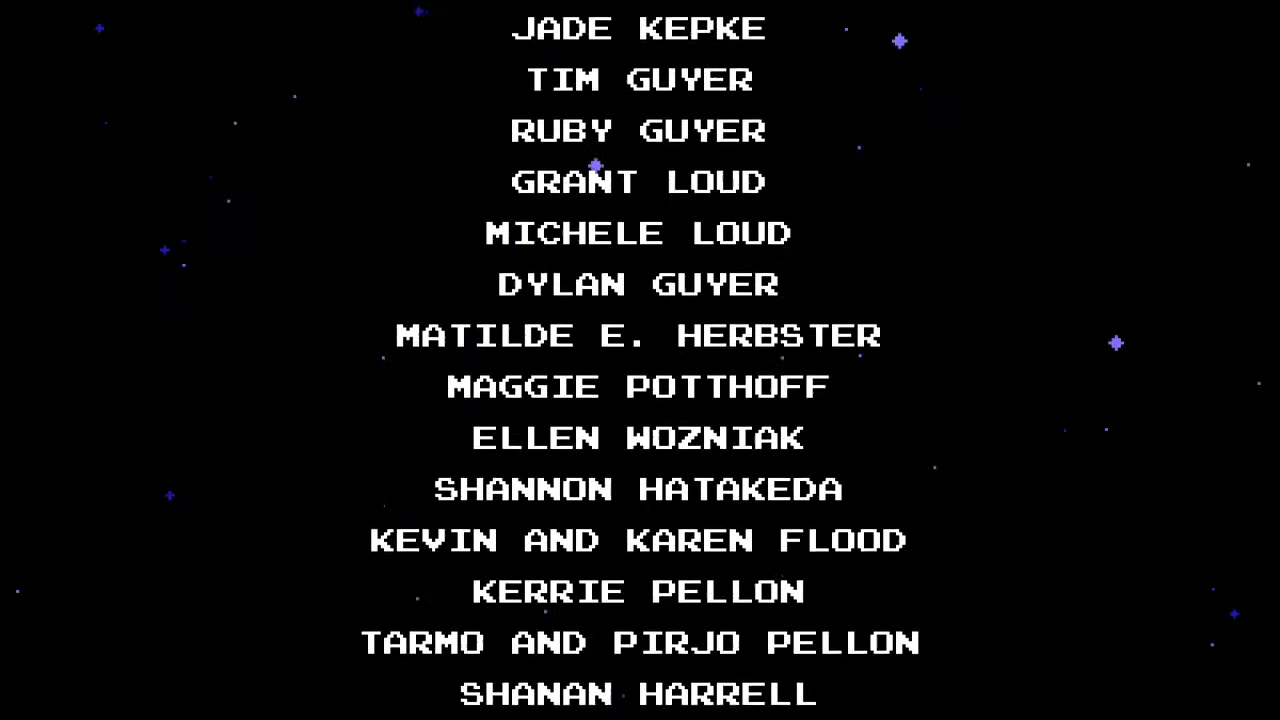 JADE KEPKE
TIM GUYER
RUBY GUYER
GRANT LOUD
MICHELE LOUD
DYLAN GUYER
MATILDE E. HERBSTER
MAGGIE POTTHOFF
ELLEN WOZNIAK
SHANNON HATAKEDA
KEVIN AND KAREN FLOOD
KERRIE PELLON
TARMO AND PIRJO PELLON
SHANAN HARRELL